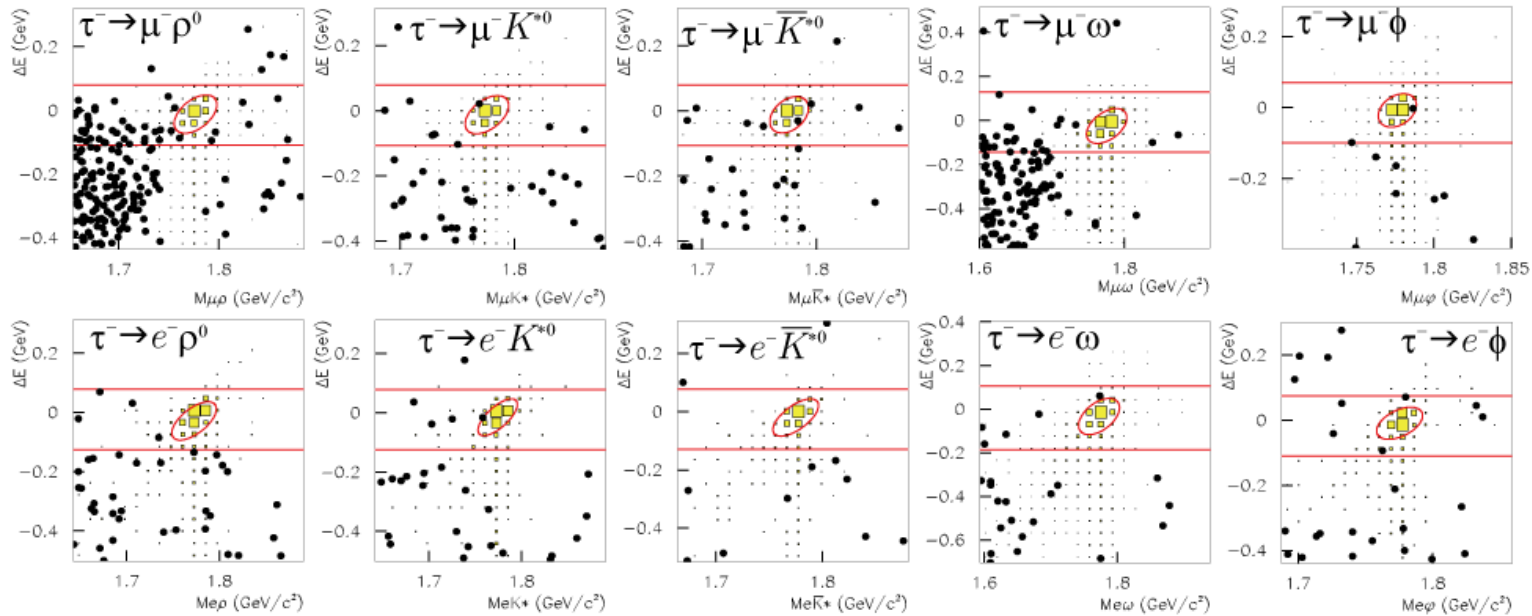 τ⁻→μ⁻ρ⁰
ΔE (GeV)
0.2
0
−0.2
−0.4
1.7
1.8
Mμρ (GeV/c²)
τ⁻→μ⁻K*⁰
ΔE (GeV)
0.2
0
−0.2
−0.4
1.7
1.8
MμK* (GeV/c²)
τ⁻→μ⁻K̅*⁰
ΔE (GeV)
0.2
0
−0.2
−0.4
1.7
1.8
MμK̅* (GeV/c²)
τ⁻→μ⁻ω
ΔE (GeV)
0.4
0.2
0
−0.2
−0.4
1.6
1.8
Mμω (GeV/c²)
τ⁻→μ⁻ϕ
ΔE (GeV)
0.2
0
−0.2
1.75
1.8
1.85
Mμφ (GeV/c²)
τ⁻→e⁻ρ⁰
ΔE (GeV)
0.2
0
−0.2
−0.4
1.7
1.8
Meρ (GeV/c²)
τ⁻→e⁻K*⁰
ΔE (GeV)
0.2
0
−0.2
−0.4
1.7
1.8
MeK* (GeV/c²)
τ⁻→e⁻K̅*⁰
ΔE (GeV)
0.2
0
−0.2
−0.4
1.7
1.8
MeK̅* (GeV/c²)
τ⁻→e⁻ω
ΔE (GeV)
0.4
0.2
0
−0.2
−0.4
−0.6
1.6
1.8
Meω (GeV/c²)
τ⁻→e⁻ϕ
ΔE (GeV)
0.2
0
−0.2
−0.4
1.7
1.8
Meφ (GeV/c²)